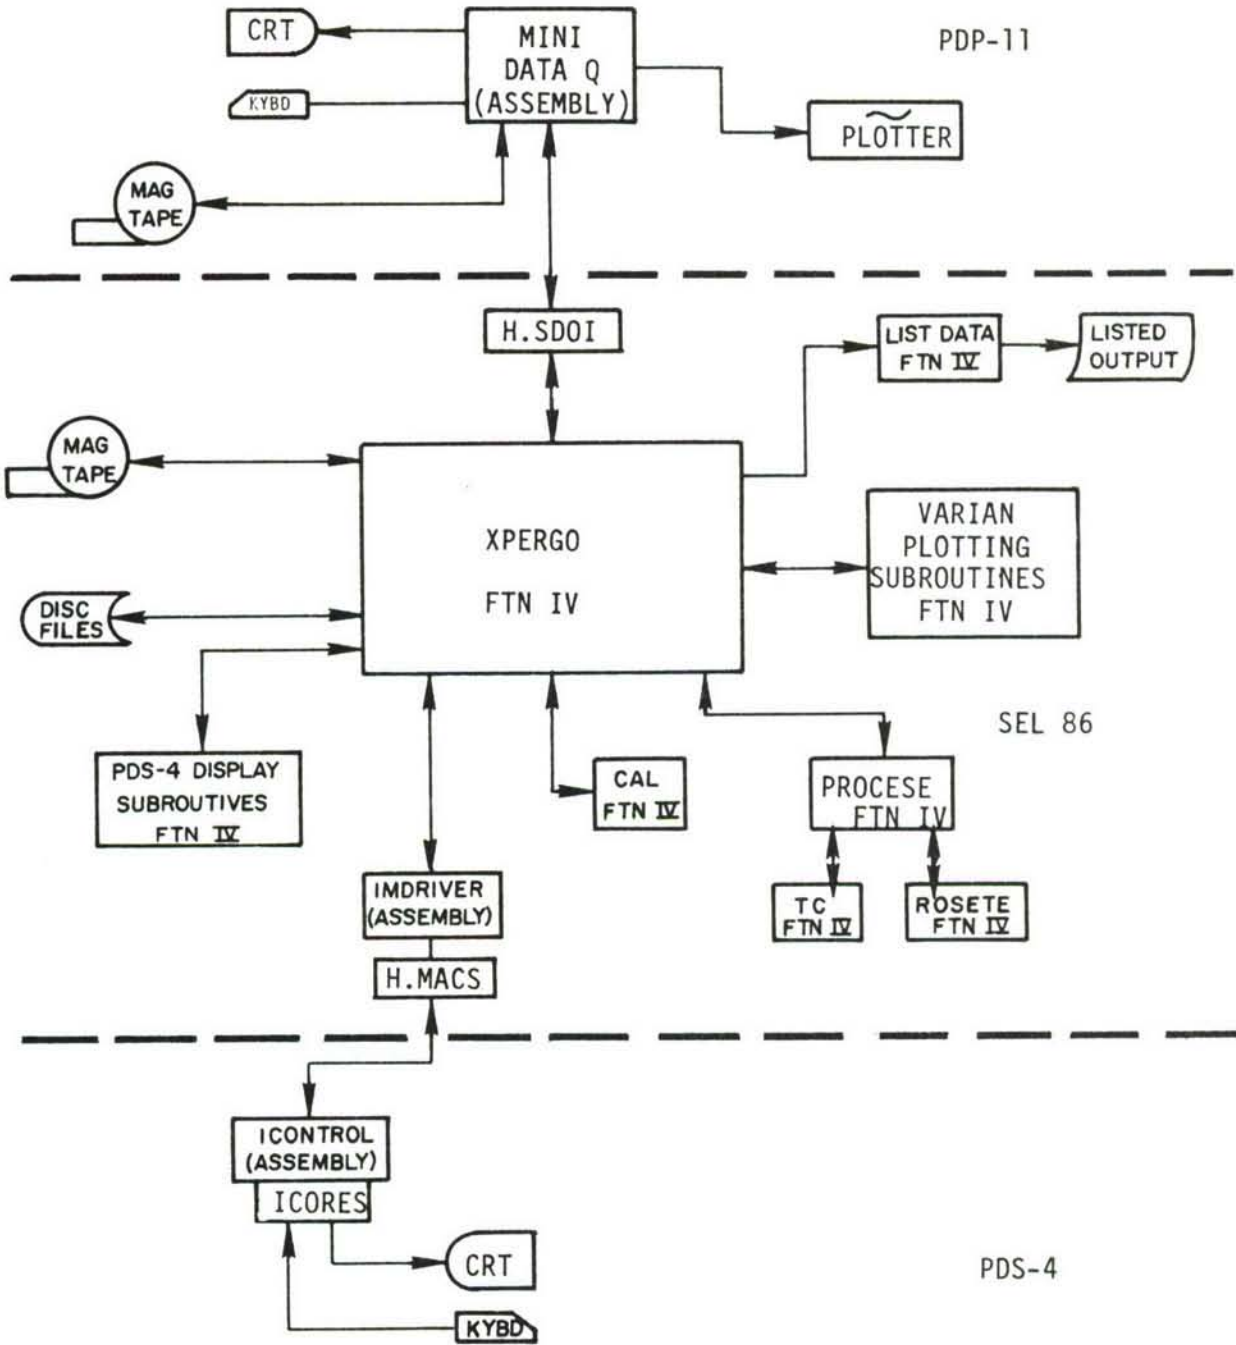 CRT
MINI
DATA Q
(ASSEMBLY)
PDP-11
KYBD
PLOTTER
MAG
TAPE
H.SDOI
LIST DATA
FTN IV
LISTED
OUTPUT
MAG
TAPE
XPERGO
FTN IV
VARIAN
PLOTTING
SUBROUTINES
FTN IV
DISC
FILES
SEL 86
PDS-4 DISPLAY
SUBROUTIVES
FTN IV
CAL
FTN IV
PROCESE
FTN IV
IMDRIVER
(ASSEMBLY)
TC
FTN IV
ROSETE
FTN IV
H.MACS
ICONTROL
(ASSEMBLY)
ICORES
CRT
PDS-4
KYBD